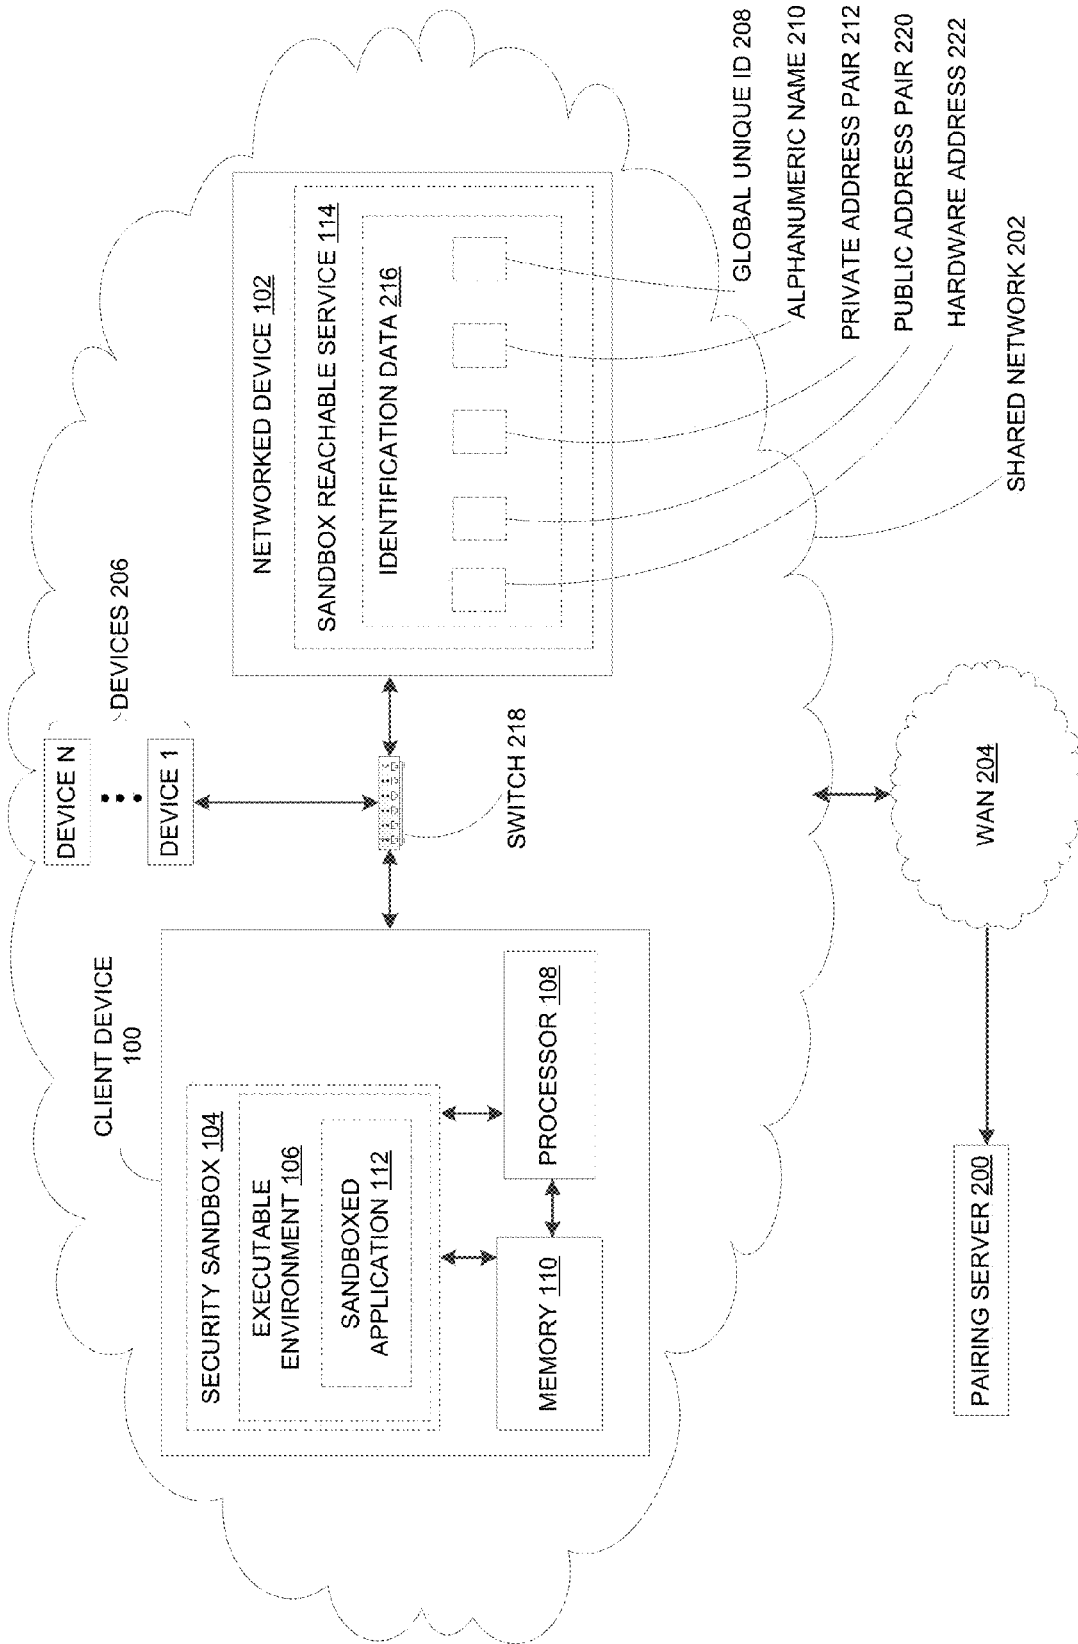 CLIENT DEVICE
100
SECURITY SANDBOX 104
EXECUTABLE
ENVIRONMENT 106
SANDBOXED
APPLICATION 112
MEMORY 110
PROCESSOR 108
DEVICE N
DEVICE 1
DEVICES 206
SWITCH 218
NETWORKED DEVICE 102
SANDBOX REACHABLE SERVICE 114
IDENTIFICATION DATA 216
GLOBAL UNIQUE ID 208
ALPHANUMERIC NAME 210
PRIVATE ADDRESS PAIR 212
PUBLIC ADDRESS PAIR 220
HARDWARE ADDRESS 222
SHARED NETWORK 202
PAIRING SERVER 200
WAN 204